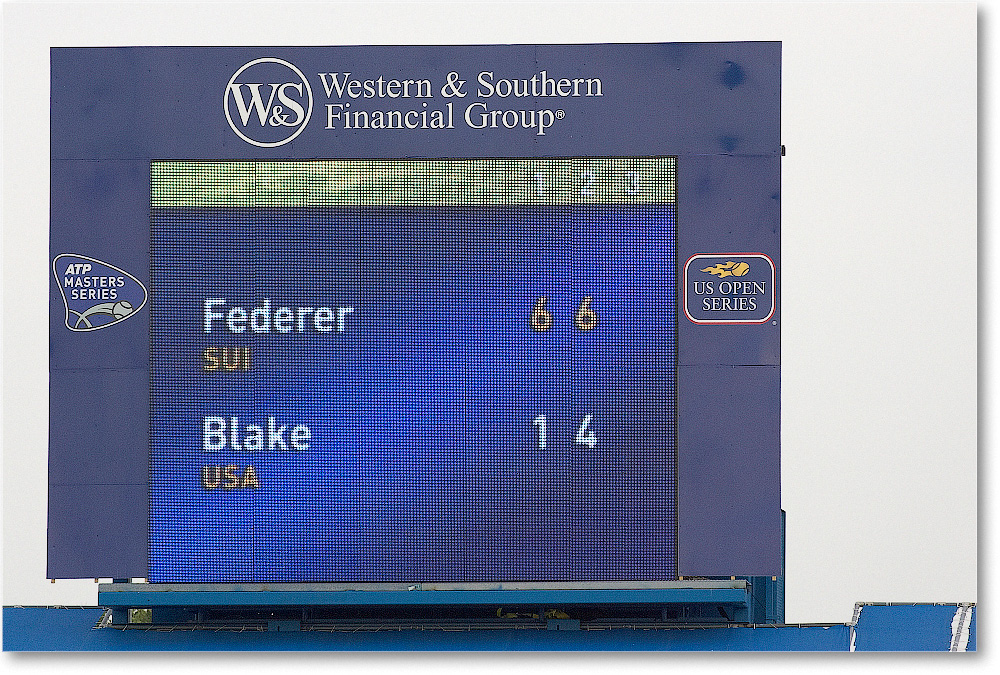 W&S
Western & Southern
Financial Group®
1 2 3
ATP
MASTERS
SERIES
US OPEN
SERIES
Federer 6 6
SUI
Blake 1 4
USA